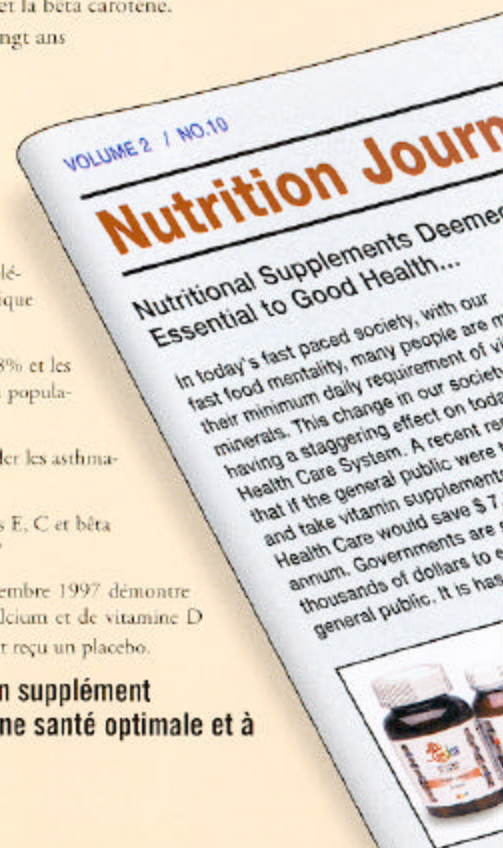 et la bêta carotène.
ngt ans
lé-
ique
8% et les
popula-
er les asthma-
s E, C et bêta
embre 1997 démontre
lcium et de vitamine D
t reçu un placebo.
n supplément
ne santé optimale et à
VOLUME 2 / NO.10
Nutrition Journ
Nutritional Supplements Deeme
Essential to Good Health...
In today's fast paced society, with our
fast food mentality, many people are
their minimum daily requirement of vi
minerals. This change in our society
having a staggering effect on toda
Health Care System. A recent re
that if the general public were t
and take vitamin supplement
Health Care would save $ 7
annum. Governments are
thousands of dollars to e
general public. It is ha